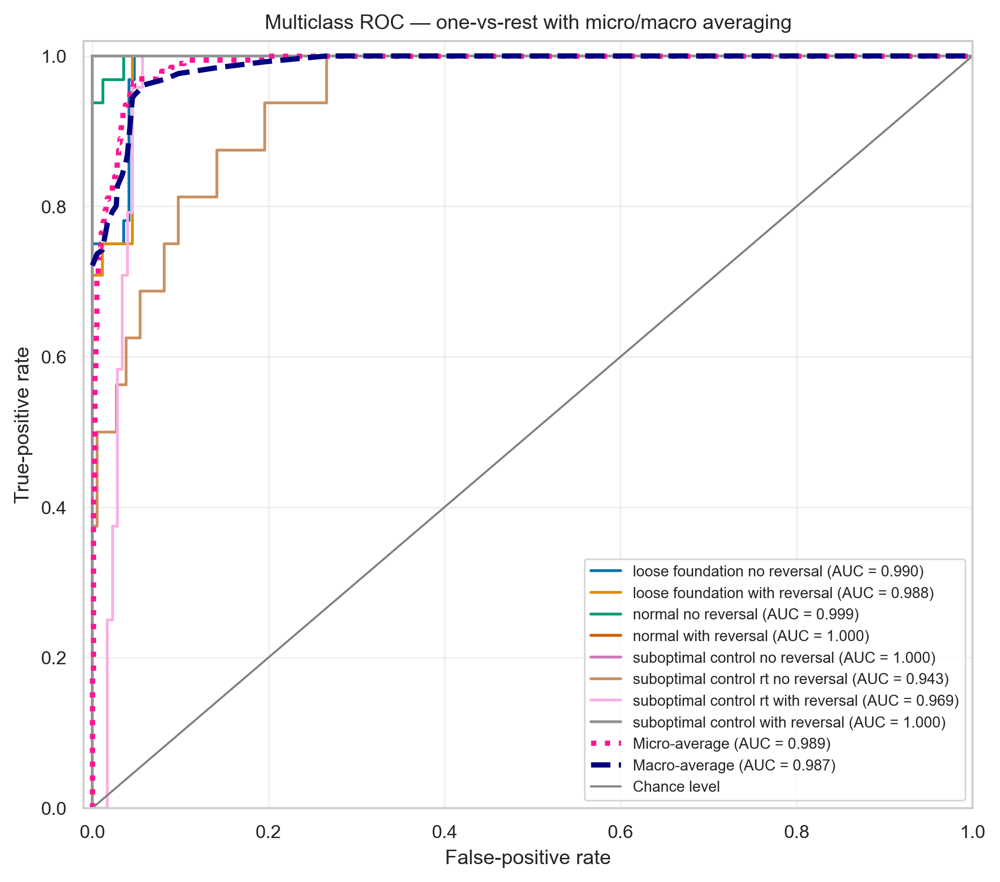 Multiclass ROC — one-vs-rest with micro/macro averaging
True-positive rate
1.0
0.8
0.6
0.4
0.2
0.0
0.0
0.2
0.4
0.6
0.8
1.0
False-positive rate
loose foundation no reversal (AUC = 0.990)
loose foundation with reversal (AUC = 0.988)
normal no reversal (AUC = 0.999)
normal with reversal (AUC = 1.000)
suboptimal control no reversal (AUC = 1.000)
suboptimal control rt no reversal (AUC = 0.943)
suboptimal control rt with reversal (AUC = 0.969)
suboptimal control with reversal (AUC = 1.000)
Micro-average (AUC = 0.989)
Macro-average (AUC = 0.987)
Chance level